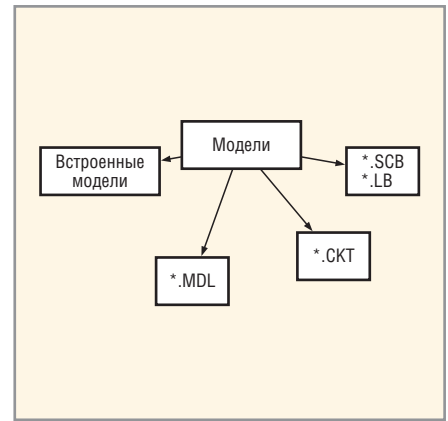 Модели
Встроенные
модели
*.SCB
*.LB
*.CKT
*.MDL